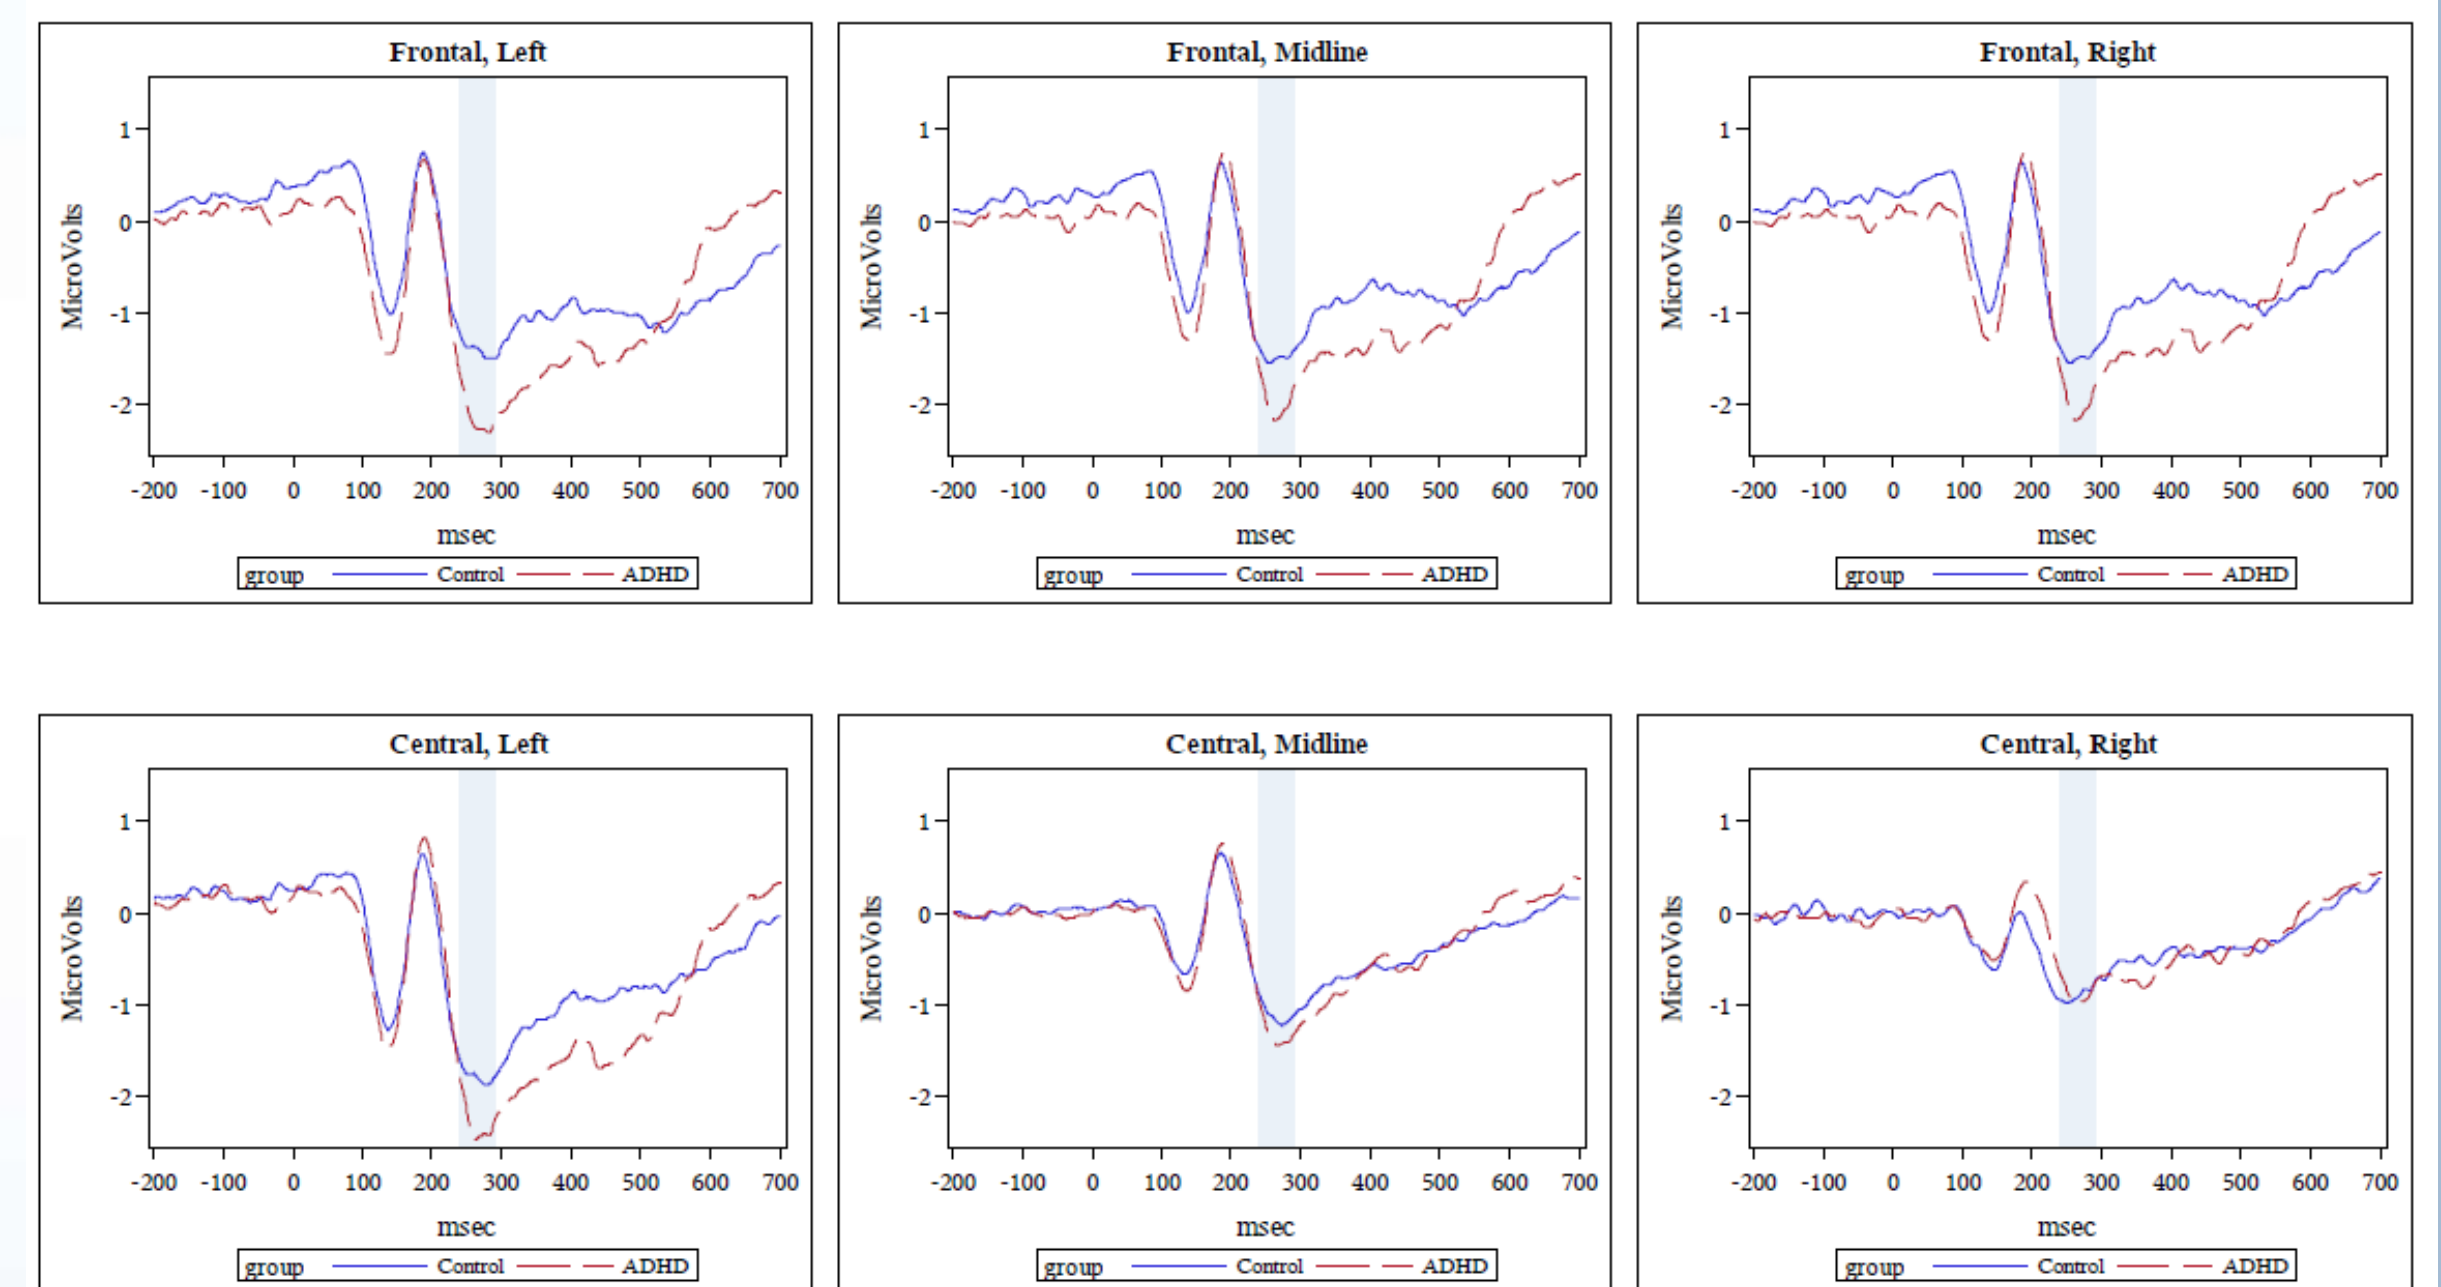 Frontal, Left
1
0
-1
-2
MicroVolts
-200 -100 0 100 200 300 400 500 600 700
msec
group Control ADHD
Frontal, Midline
1
0
-1
-2
MicroVolts
-200 -100 0 100 200 300 400 500 600 700
msec
group Control ADHD
Frontal, Right
1
0
-1
-2
MicroVolts
-200 -100 0 100 200 300 400 500 600 700
msec
group Control ADHD
Central, Left
1
0
-1
-2
MicroVolts
-200 -100 0 100 200 300 400 500 600 700
msec
group Control ADHD
Central, Midline
1
0
-1
-2
MicroVolts
-200 -100 0 100 200 300 400 500 600 700
msec
group Control ADHD
Central, Right
1
0
-1
-2
MicroVolts
-200 -100 0 100 200 300 400 500 600 700
msec
group Control ADHD